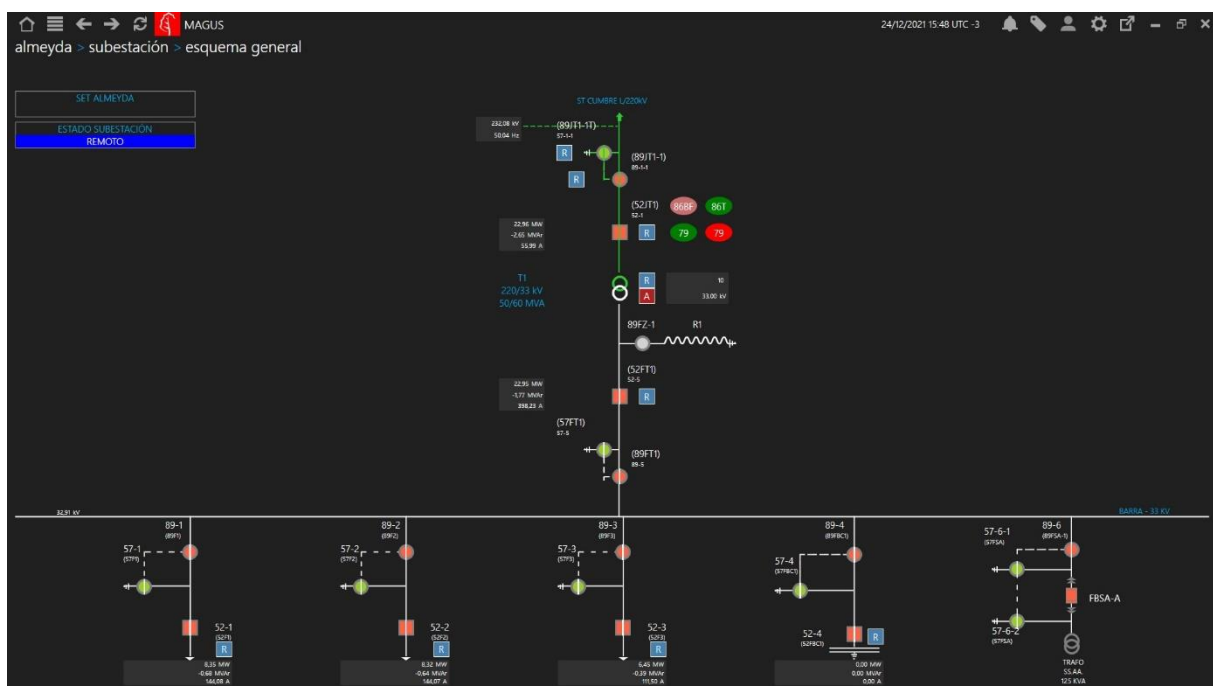 MAGUS
24/12/2021 15:48 UTC -3
almeyda > subestación > esquema general
SET ALMEYDA
ESTADO SUBESTACIÓN
REMOTO
ST CUMBRE L/220kV
232,08 kV
50,04 Hz
(89JT1-1T)
57-1-1
R
(89JT1-1)
89-1-1
R
(52JT1)
52-1
86BF
86T
22,96 MW
-2,65 MVAr
55,99 A
R
79
79
T1
220/33 kV
50/60 MVA
R
A
10
33,00 kV
89FZ-1
R1
(52FT1)
52-5
22,95 MW
-1,77 MVAr
398,23 A
R
(57FT1)
57-5
(89FT1)
89-5
32,91 kV
BARRA - 33 KV
89-1
(89F1)
57-1
(57F1)
52-1
(52F1)
R
8,35 MW
-0,68 MVAr
144,68 A
89-2
(89F2)
57-2
(57F2)
52-2
(52F2)
R
8,32 MW
-0,64 MVAr
144,07 A
89-3
(89F3)
57-3
(57F3)
52-3
(52F3)
R
6,45 MW
-0,39 MVAr
111,50 A
89-4
(89FBC1)
57-4
(57FBC1)
52-4
(52FBC1)
R
0,00 MW
0,00 MVAr
0,00 A
89-6
(89FSA-1)
57-6-1
(57FSA)
FBSA-A
57-6-2
(57FSA)
TRAFO
SS.AA.
125 KVA